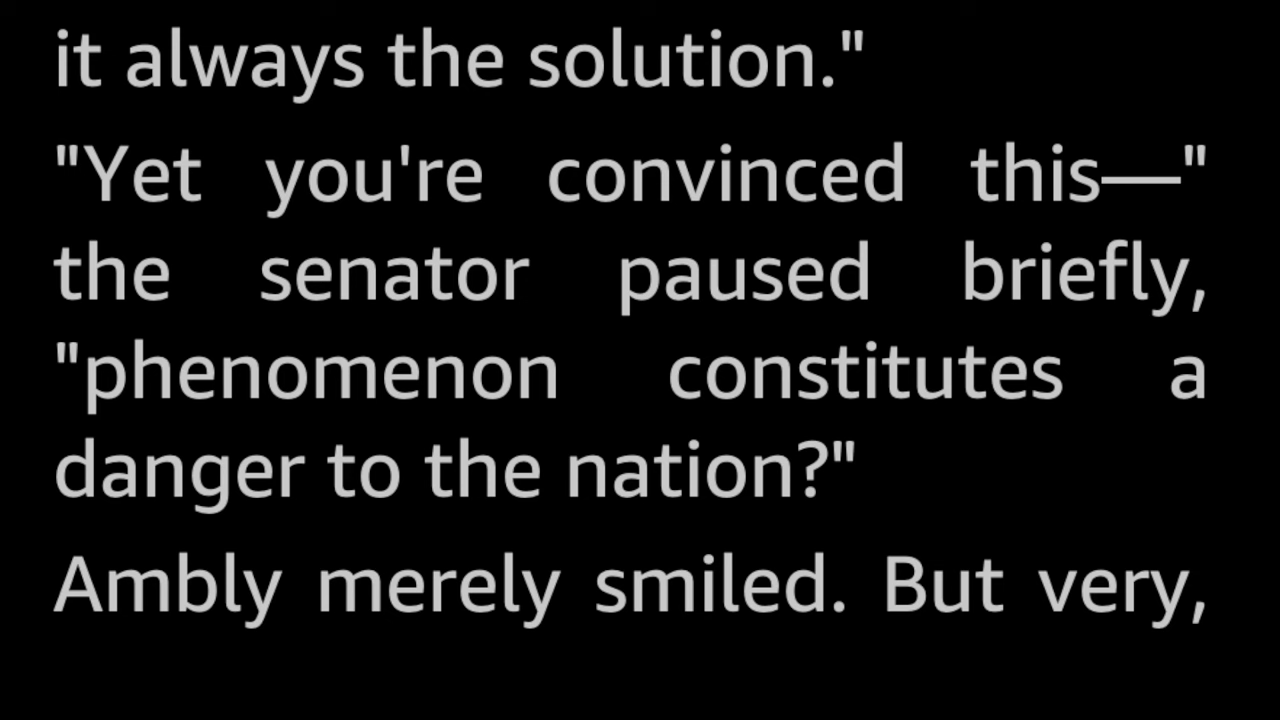 it always the solution."
"Yet you're convinced this—"
the senator paused briefly,
"phenomenon constitutes a
danger to the nation?"
Ambly merely smiled. But very,